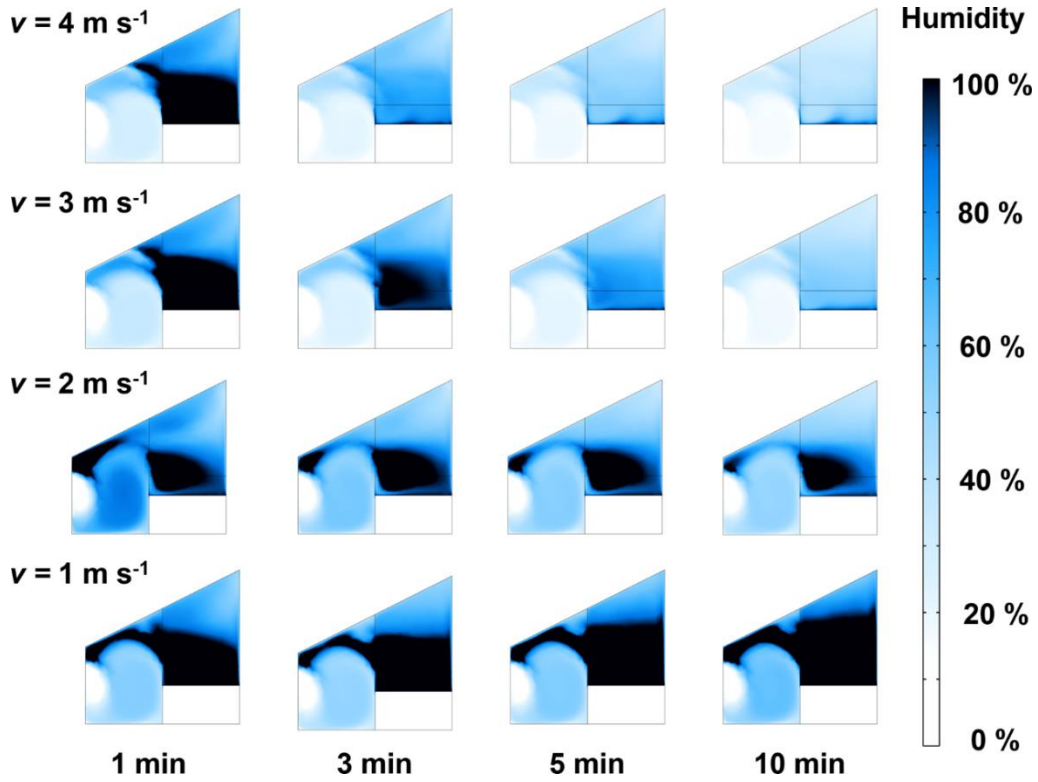 v = 4 m s-1
Humidity
100 %
v = 3 m s-1
80 %
60 %
v = 2 m s-1
40 %
v = 1 m s-1
20 %
0 %
1 min
3 min
5 min
10 min